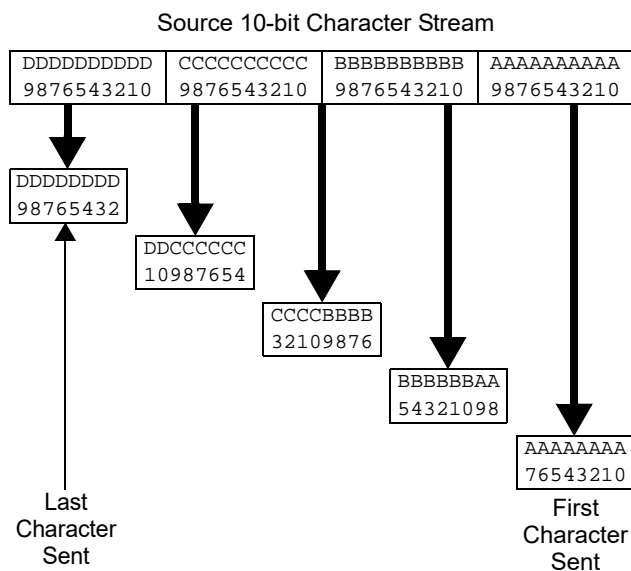 Source 10-bit Character Stream
DDDDDDDDDD CCCCCCCCCC BBBBBBBBBB AAAAAAAAAA
9876543210 9876543210 9876543210 9876543210
DDDDDDDD
98765432
DDCCCCCC
10987654
CCCCBBBB
32109876
BBBBBBAA
54321098
AAAAAAAA
76543210
Last
Character
Sent
First
Character
Sent